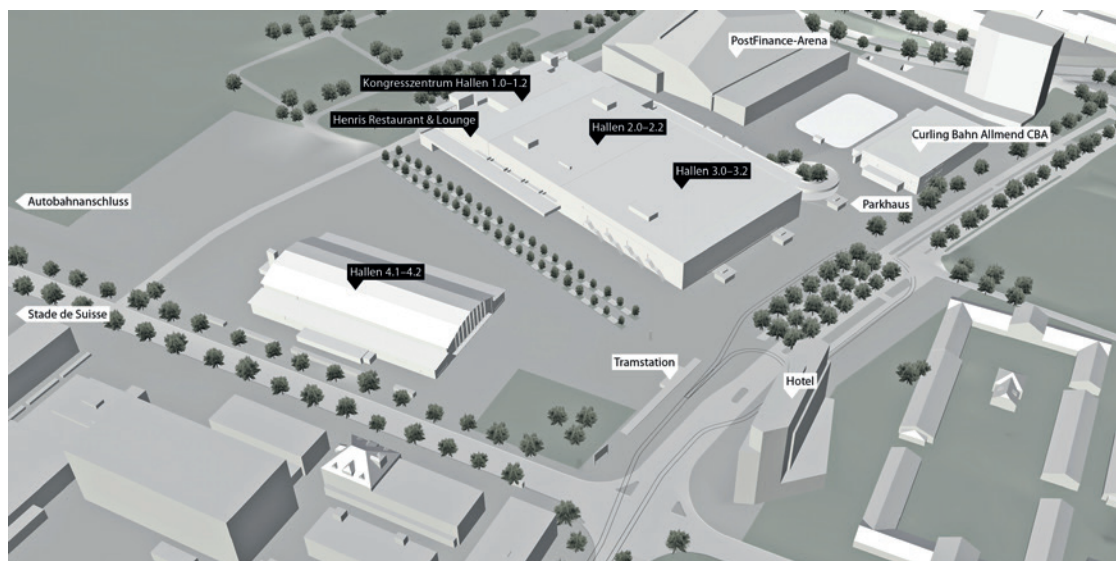 PostFinance-Arena
Kongresszentrum Hallen 1.0–1.2
Henris Restaurant & Lounge
Hallen 2.0–2.2
Curling Bahn Allmend CBA
Hallen 3.0–3.2
Autobahnanschluss
Parkhaus
Hallen 4.1–4.2
Stade de Suisse
Tramstation
Hotel